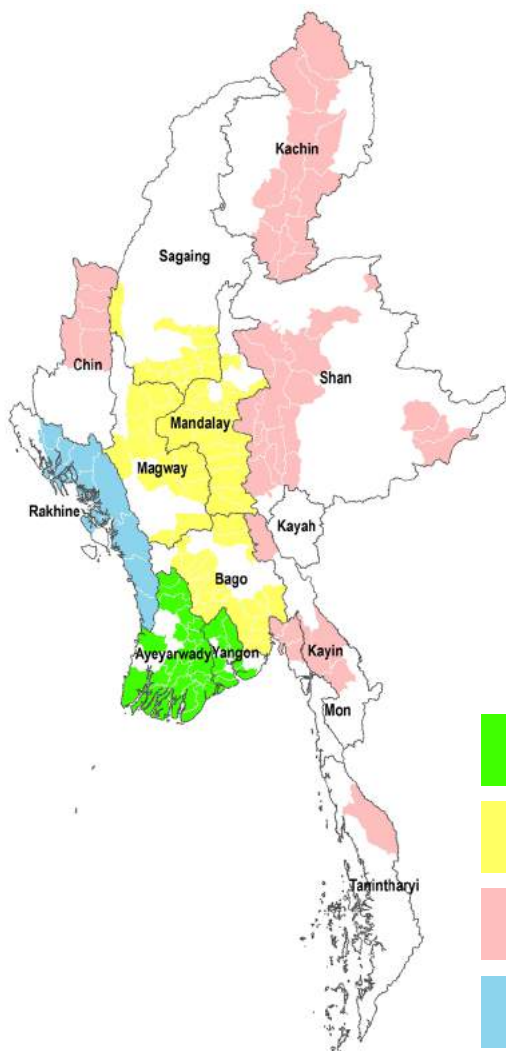 Kachin
Sagaing
Chin
Shan
Mandalay
Magway
Rakhine
Kayah
Bago
Ayeyarwady
Yangon
Kayin
Mon
Tanintharyi